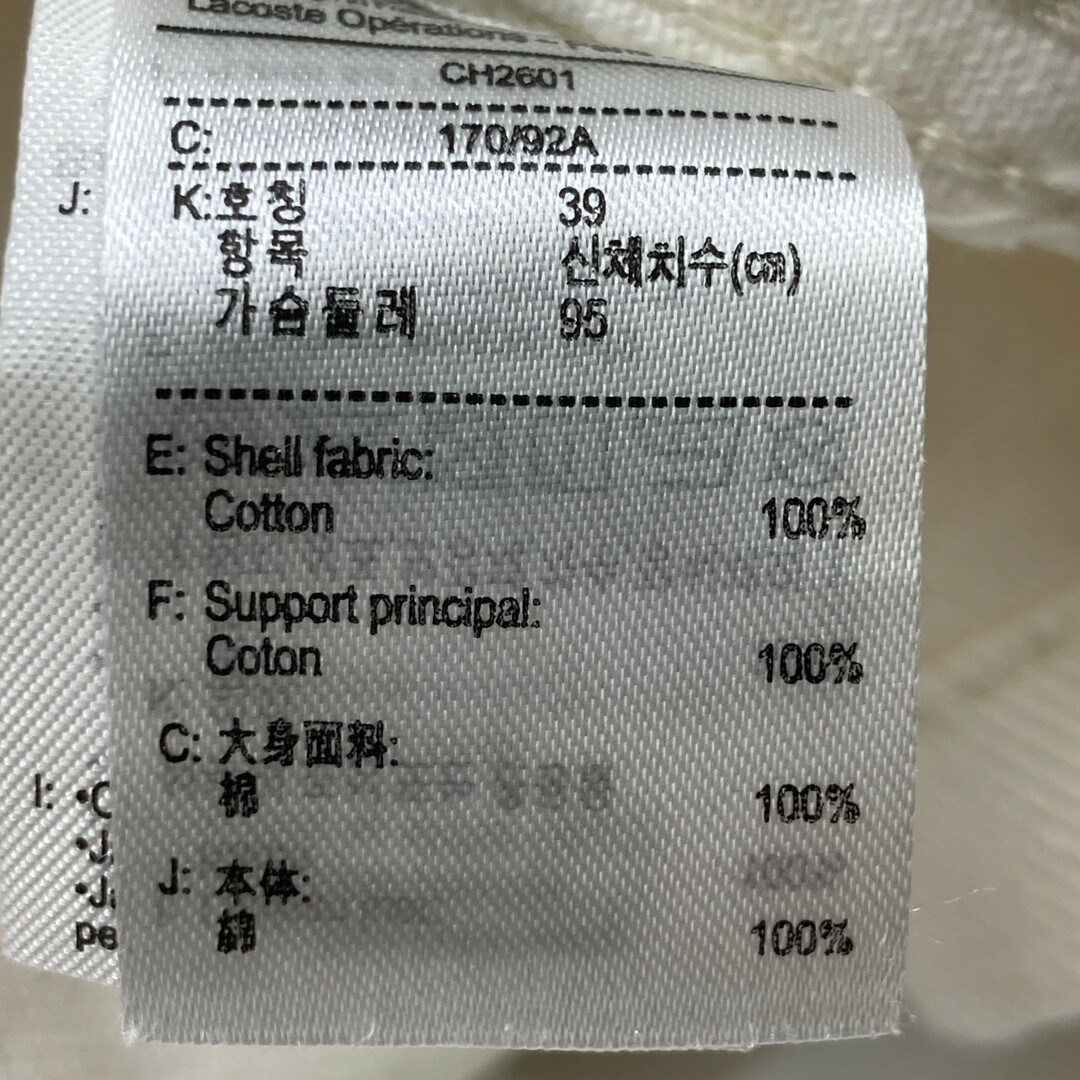 Lacoste Opérations - Paris
CH2601
C: 170/92A
J:
K: 호칭 39
항목 신체치수(cm)
가슴둘레 95
E: Shell fabric:
Cotton 100%
F: Support principal:
Coton 100%
C: 大身面料:
棉 100%
I: •C
•J
J: 本体:
•Ja
綿 100%
pe